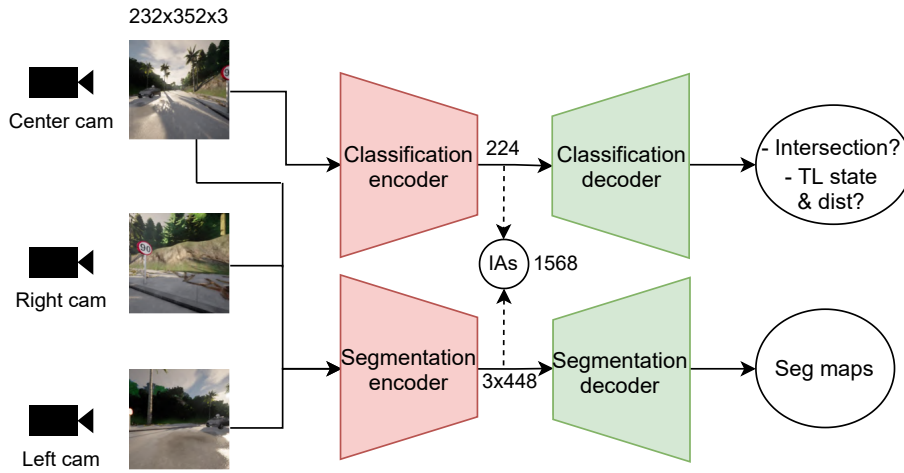 232x352x3
Center cam
Right cam
Left cam
Classification
encoder
224
Classification
decoder
- Intersection?
- TL state
& dist?
IAs
1568
Segmentation
encoder
3x448
Segmentation
decoder
Seg maps
90